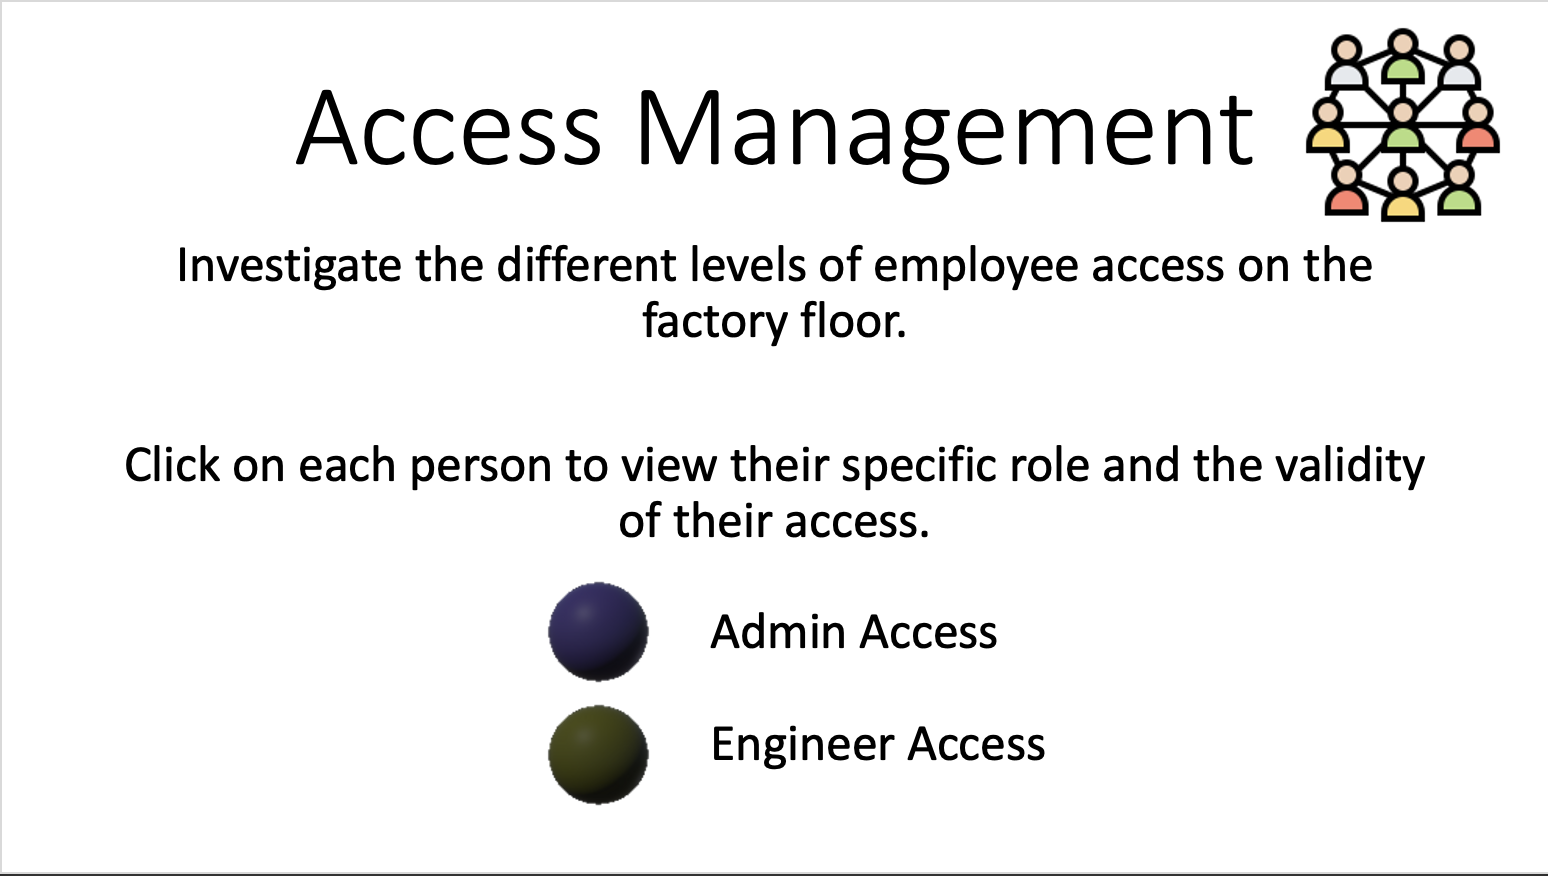 Access Management
Investigate the different levels of employee access on the
factory floor.
Click on each person to view their specific role and the validity
of their access.
Admin Access
Engineer Access